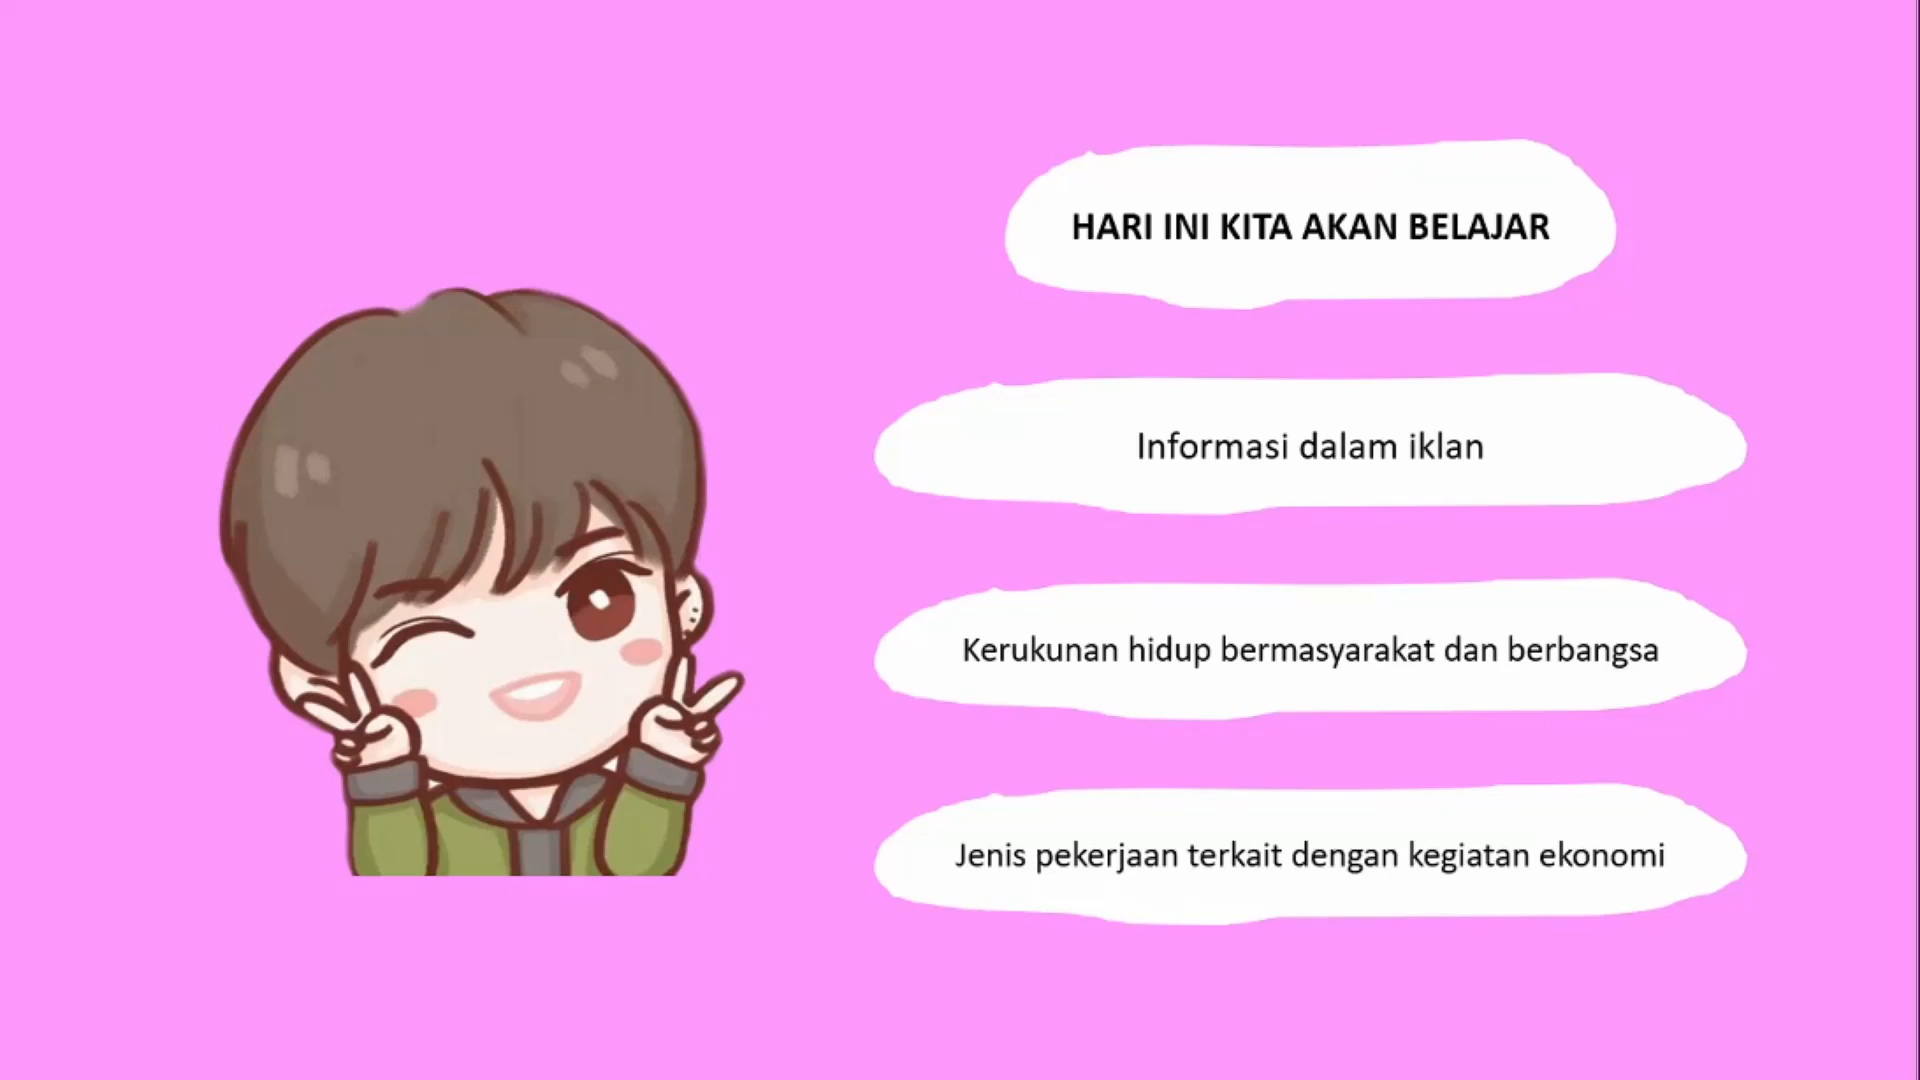 HARI INI KITA AKAN BELAJAR
Informasi dalam iklan
Kerukunan hidup bermasyarakat dan berbangsa
Jenis pekerjaan terkait dengan kegiatan ekonomi